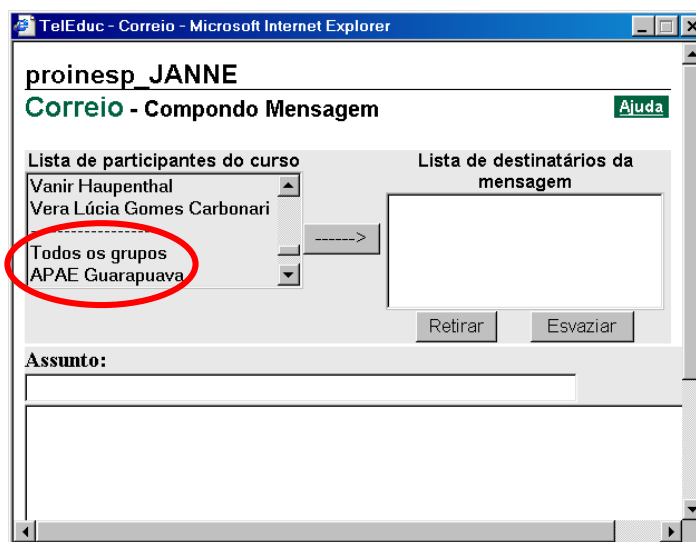 TelEduc - Correio - Microsoft Internet Explorer
proinesp_JANNE
Correio - Compondo Mensagem
Ajuda
Lista de participantes do curso
Vanir Haupenthal
Vera Lúcia Gomes Carbonari
--------------------
Todos os grupos
APAE Guarapuava
------>
Lista de destinatários da
mensagem
Retirar
Esvaziar
Assunto: